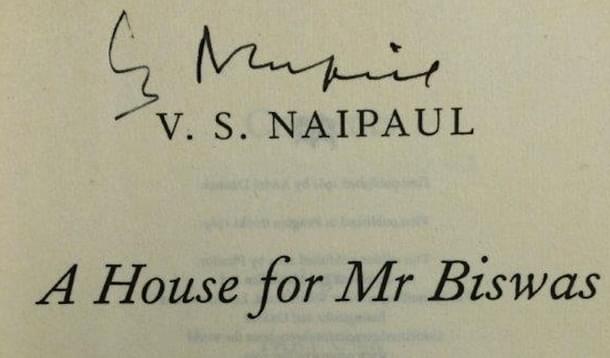 V. S. NAIPAUL
A House for Mr Biswas